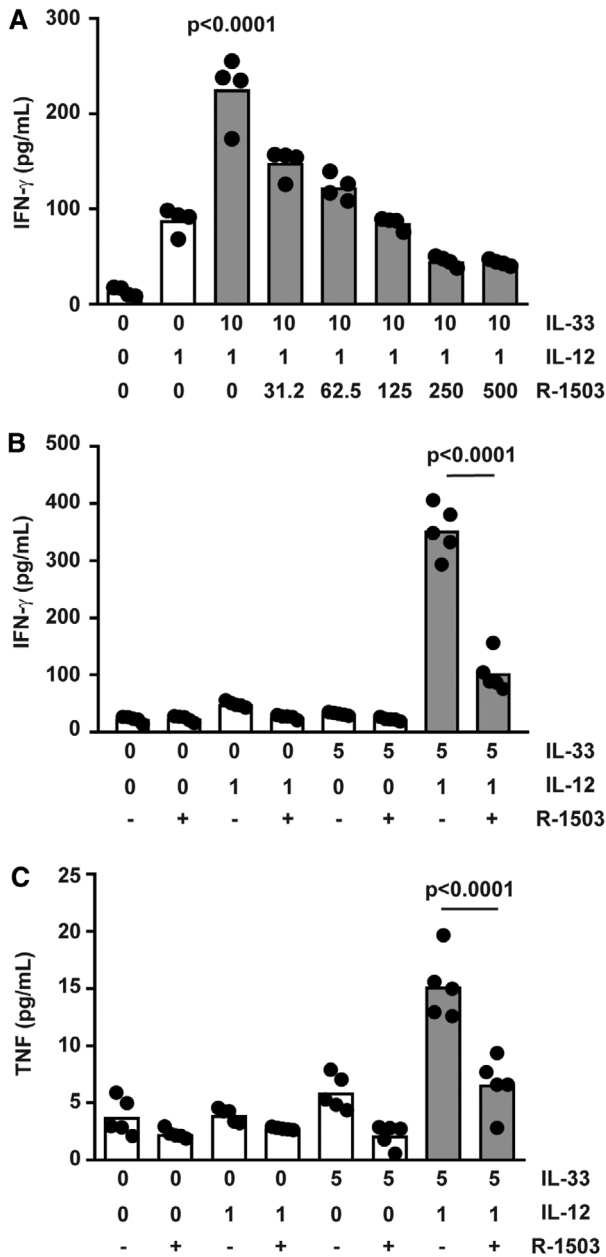 A
p<0.0001
300
200
100
0
IFN-γ (pg/mL)
0 0 10 10 10 10 10 10 IL-33
0 1 1 1 1 1 1 1 IL-12
0 0 0 31.2 62.5 125 250 500 R-1503
B
p<0.0001
500
400
300
200
100
0
IFN-γ (pg/mL)
0 0 0 0 5 5 5 5 IL-33
0 0 1 1 0 0 1 1 IL-12
- + - + - + - + R-1503
C
p<0.0001
25
20
15
10
5
0
TNF (pg/mL)
0 0 0 0 5 5 5 5 IL-33
0 0 1 1 0 0 1 1 IL-12
- + - + - + - + R-1503